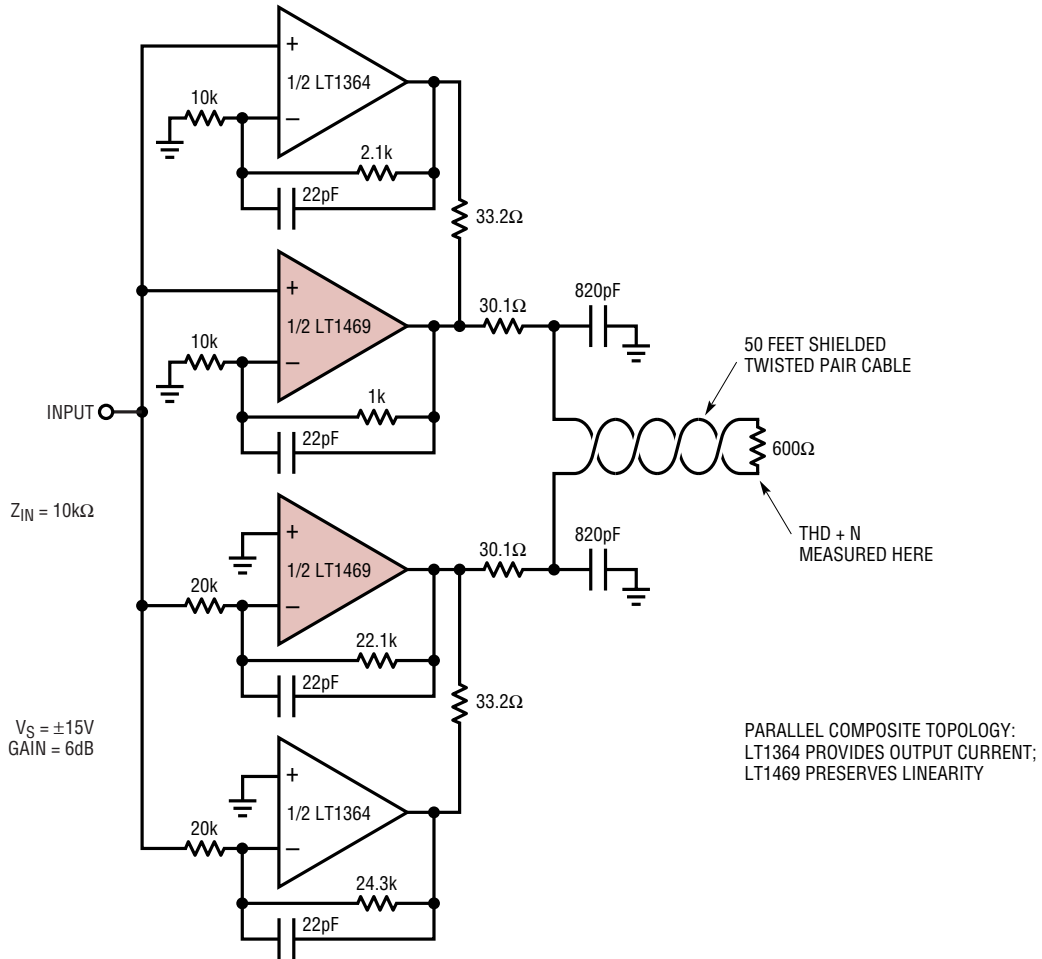 +
1/2 LT1364
10k
−
2.1k
22pF
33.2Ω
+
1/2 LT1469
30.1Ω
820pF
10k
−
50 FEET SHIELDED
TWISTED PAIR CABLE
1k
INPUT
22pF
600Ω
ZIN = 10kΩ
+
1/2 LT1469
30.1Ω
820pF
THD + N
MEASURED HERE
20k
−
22.1k
22pF
33.2Ω
VS = ±15V
GAIN = 6dB
PARALLEL COMPOSITE TOPOLOGY:
LT1364 PROVIDES OUTPUT CURRENT;
LT1469 PRESERVES LINEARITY
+
1/2 LT1364
20k
−
24.3k
22pF